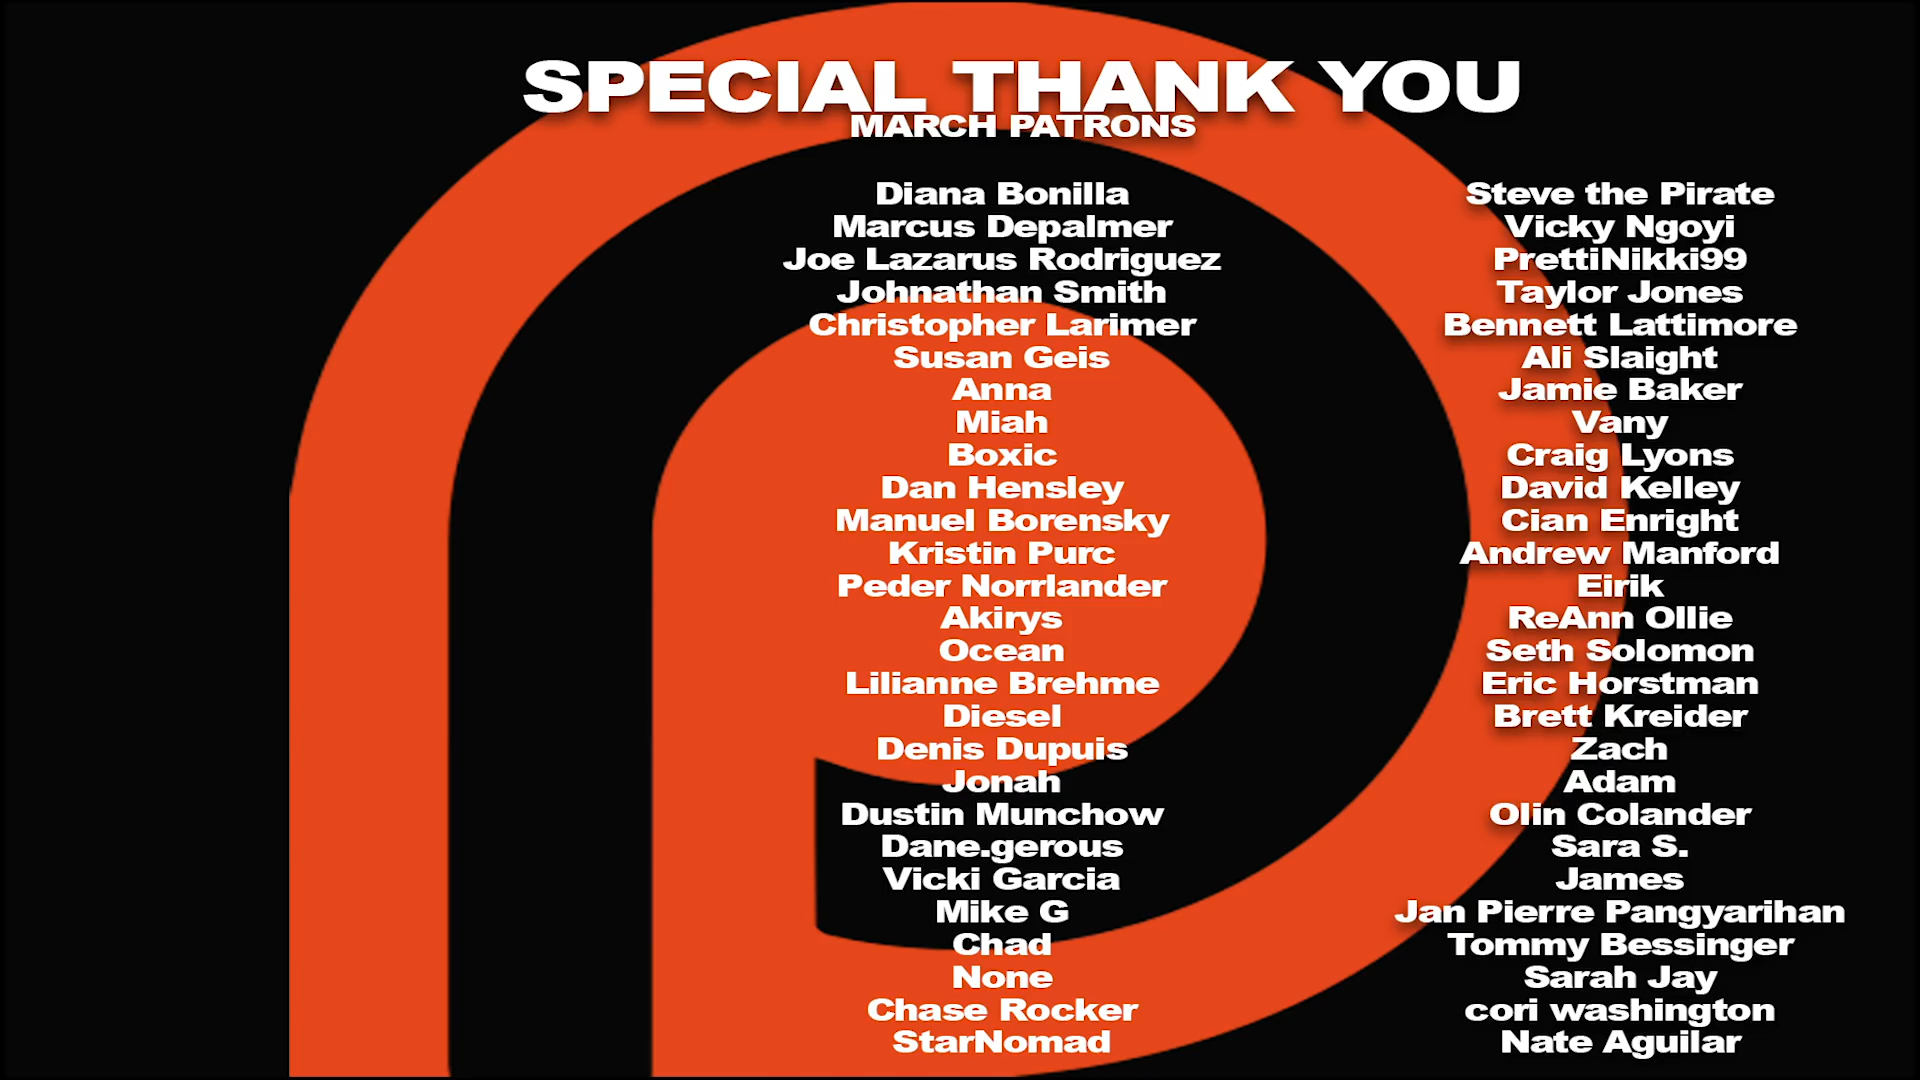 SPECIAL THANK YOU
MARCH PATRONS
Diana Bonilla
Marcus Depalmer
Joe Lazarus Rodriguez
Johnathan Smith
Christopher Larimer
Susan Geis
Anna
Miah
Boxic
Dan Hensley
Manuel Borensky
Kristin Purc
Peder Norrlander
Akirys
Ocean
Lilianne Brehme
Diesel
Denis Dupuis
Jonah
Dustin Munchow
Dane.gerous
Vicki Garcia
Mike G
Chad
None
Chase Rocker
StarNomad
Steve the Pirate
Vicky Ngoyi
PrettiNikki99
Taylor Jones
Bennett Lattimore
Ali Slaight
Jamie Baker
Vany
Craig Lyons
David Kelley
Cian Enright
Andrew Manford
Eirik
ReAnn Ollie
Seth Solomon
Eric Horstman
Brett Kreider
Zach
Adam
Olin Colander
Sara S.
James
Jan Pierre Pangyarihan
Tommy Bessinger
Sarah Jay
cori washington
Nate Aguilar